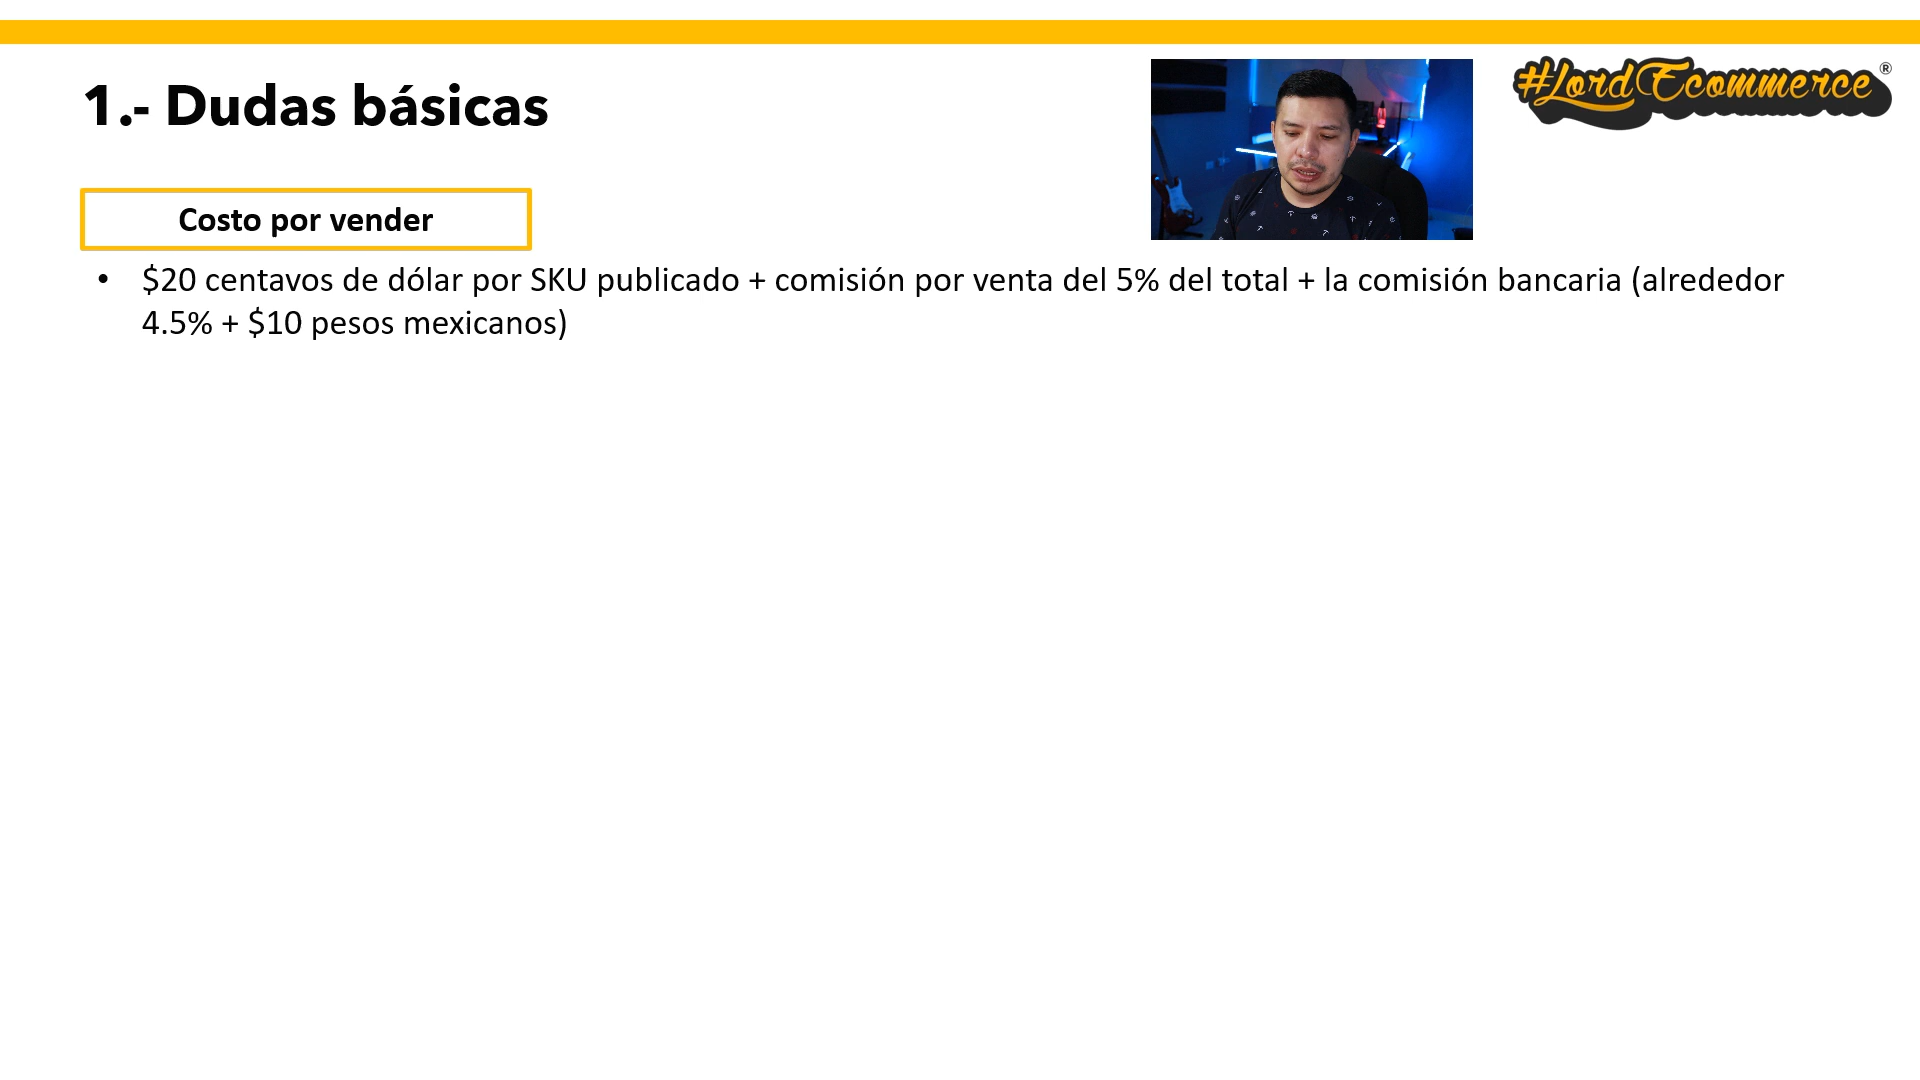 #LordEcommerce®
1.- Dudas básicas
Costo por vender
• $20 centavos de dólar por SKU publicado + comisión por venta del 5% del total + la comisión bancaria (alrededor
4.5% + $10 pesos mexicanos)